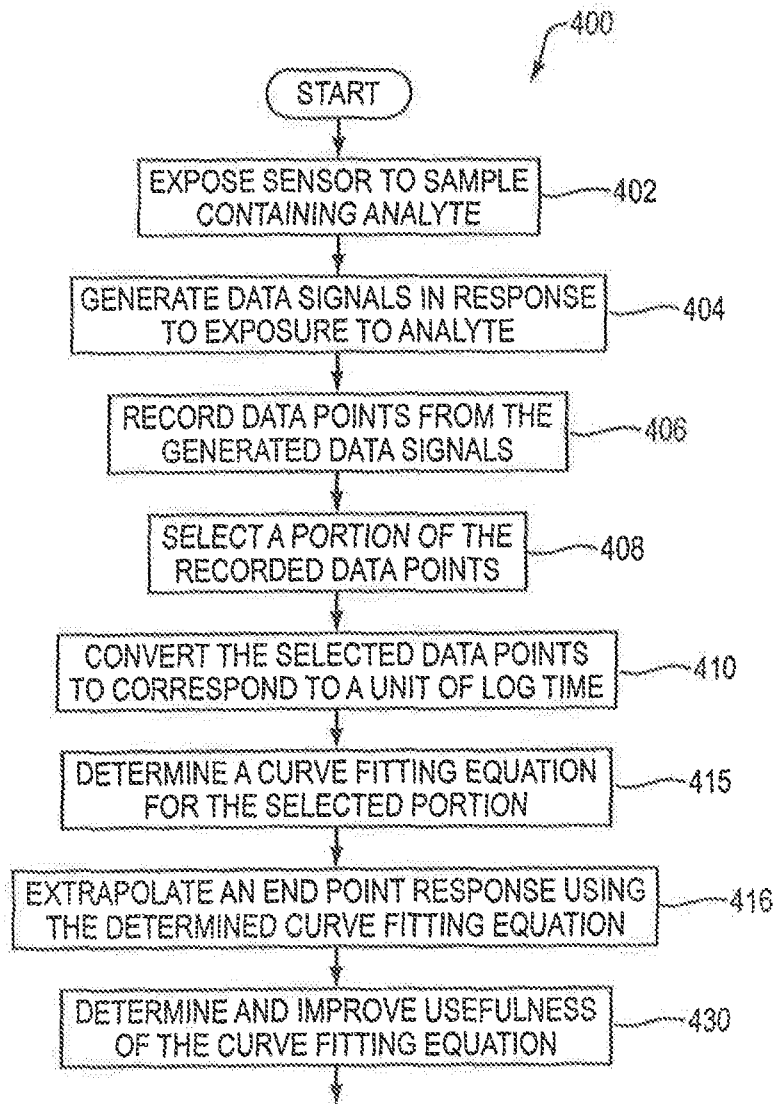 400
START
EXPOSE SENSOR TO SAMPLE
CONTAINING ANALYTE
402
GENERATE DATA SIGNALS IN RESPONSE
TO EXPOSURE TO ANALYTE
404
RECORD DATA POINTS FROM THE
GENERATED DATA SIGNALS
406
SELECT A PORTION OF THE
RECORDED DATA POINTS
408
CONVERT THE SELECTED DATA POINTS
TO CORRESPOND TO A UNIT OF LOG TIME
410
DETERMINE A CURVE FITTING EQUATION
FOR THE SELECTED PORTION
415
EXTRAPOLATE AN END POINT RESPONSE USING
THE DETERMINED CURVE FITTING EQUATION
416
DETERMINE AND IMPROVE USEFULNESS
OF THE CURVE FITTING EQUATION
430